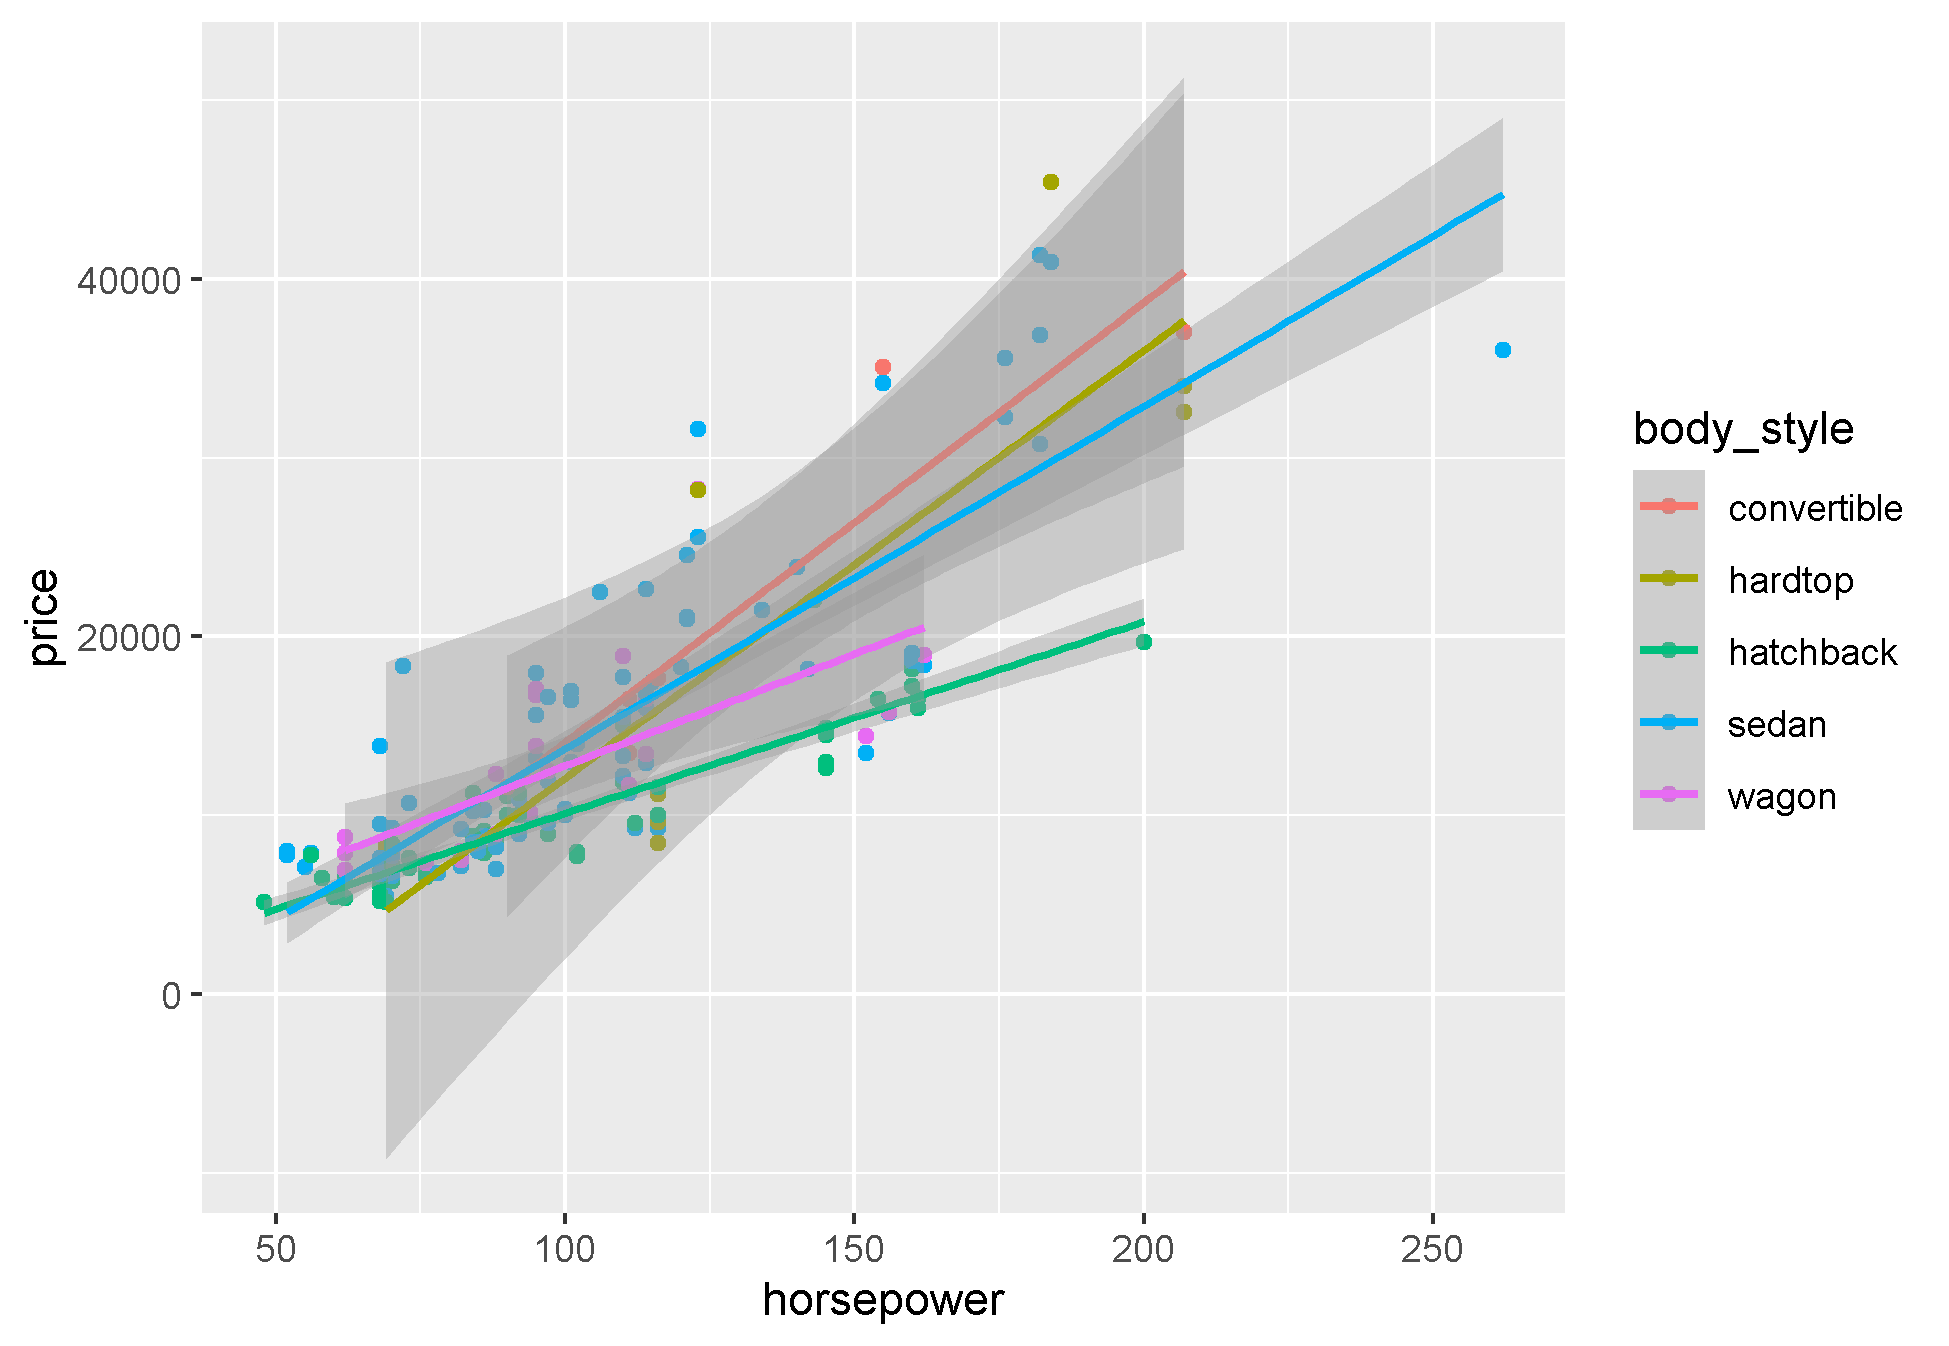 price
40000
20000
0
50 100 150 200 250
horsepower
body_style
convertible
hardtop
hatchback
sedan
wagon